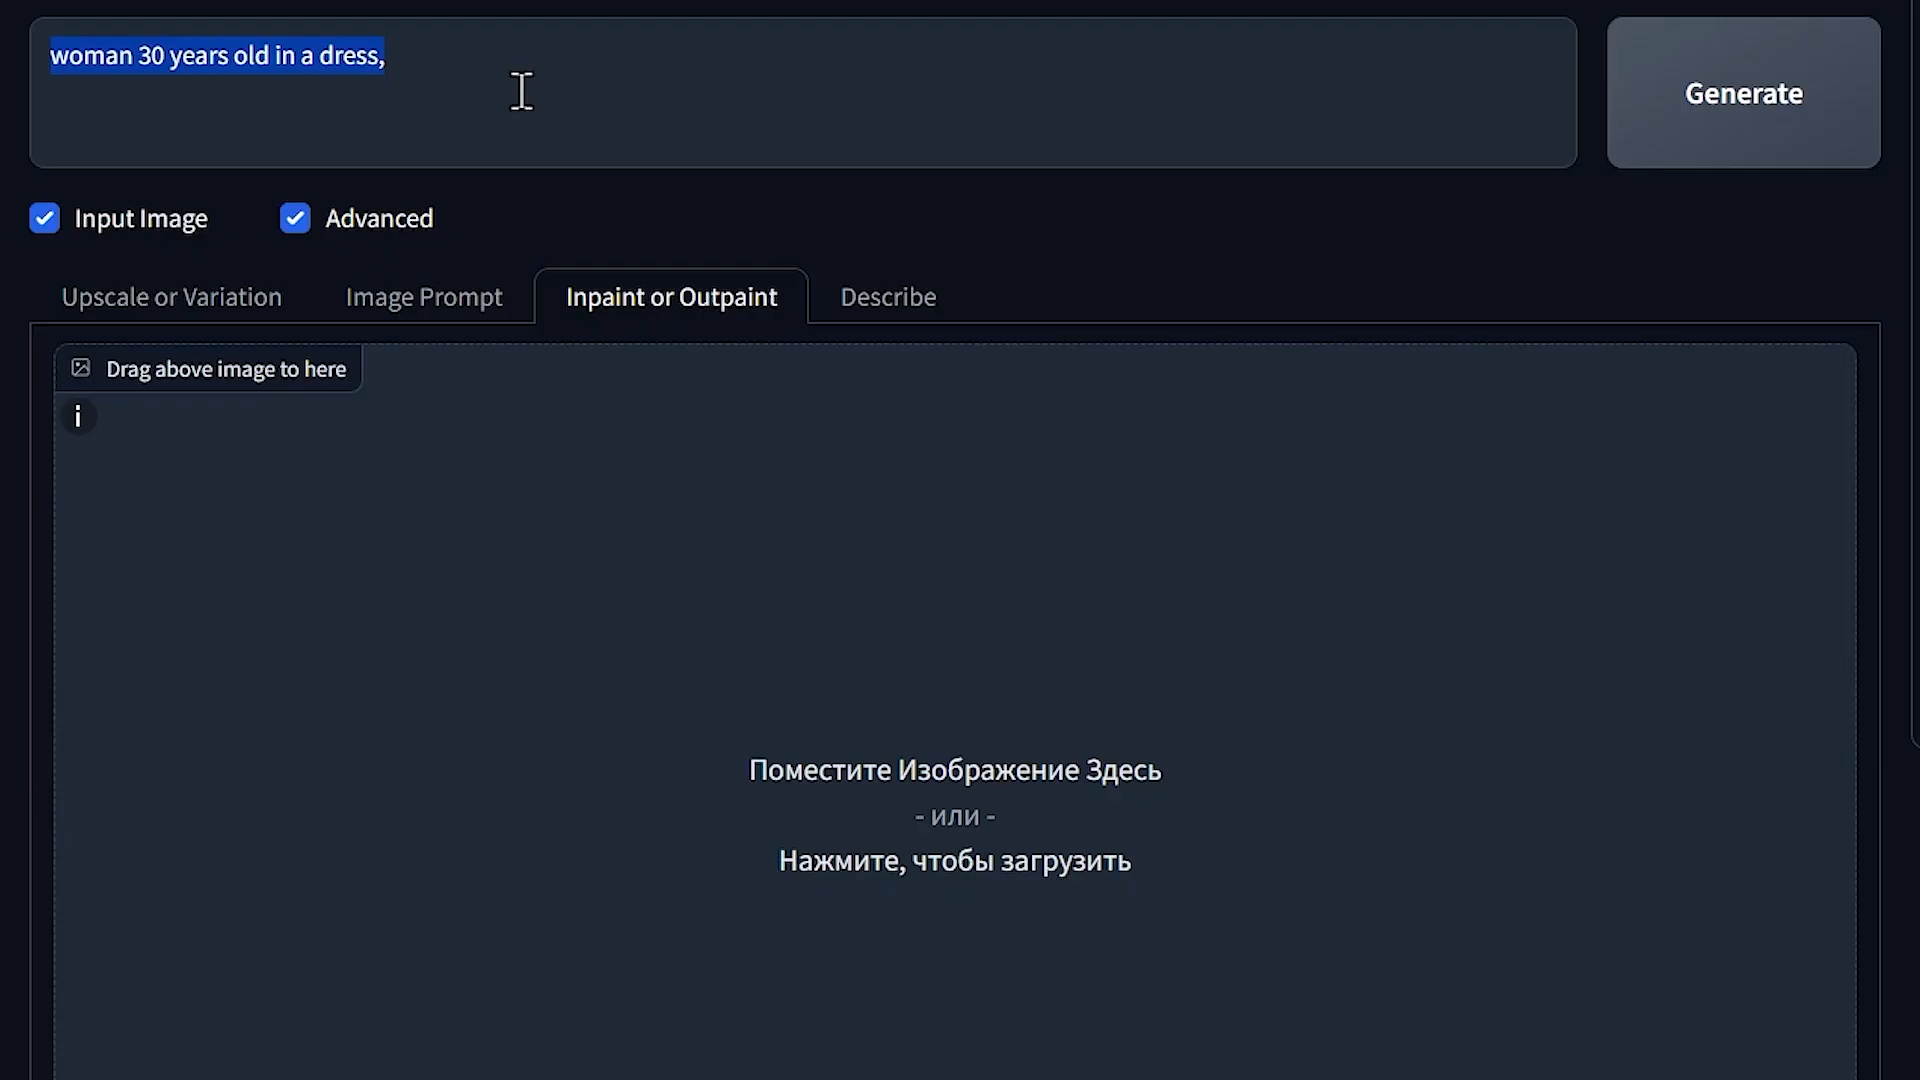 woman 30 years old in a dress,
Generate
Input Image
Advanced
Upscale or Variation
Image Prompt
Inpaint or Outpaint
Describe
Drag above image to here
i
Поместите Изображение Здесь
- или -
Нажмите, чтобы загрузить